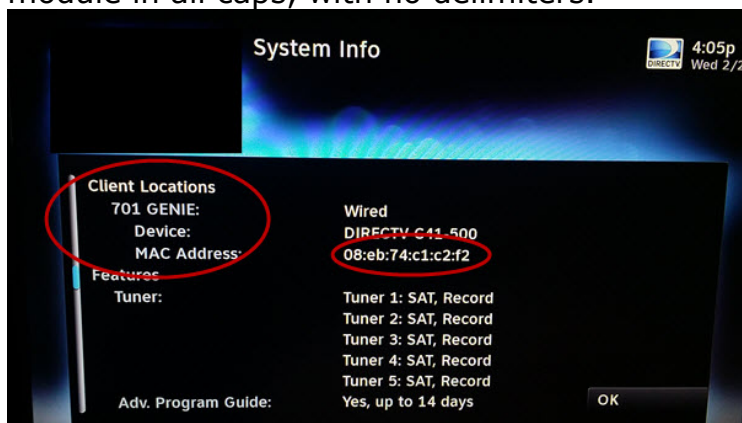 module in all caps, with no delimiters.
System Info
DIRECTV
4:05p
Wed 2/2
Client Locations
701 GENIE: Wired
Device: DIRECTV C41-500
MAC Address: 08:eb:74:c1:c2:f2
Features
Tuner: Tuner 1: SAT, Record
Tuner 2: SAT, Record
Tuner 3: SAT, Record
Tuner 4: SAT, Record
Tuner 5: SAT, Record
Adv. Program Guide: Yes, up to 14 days
OK